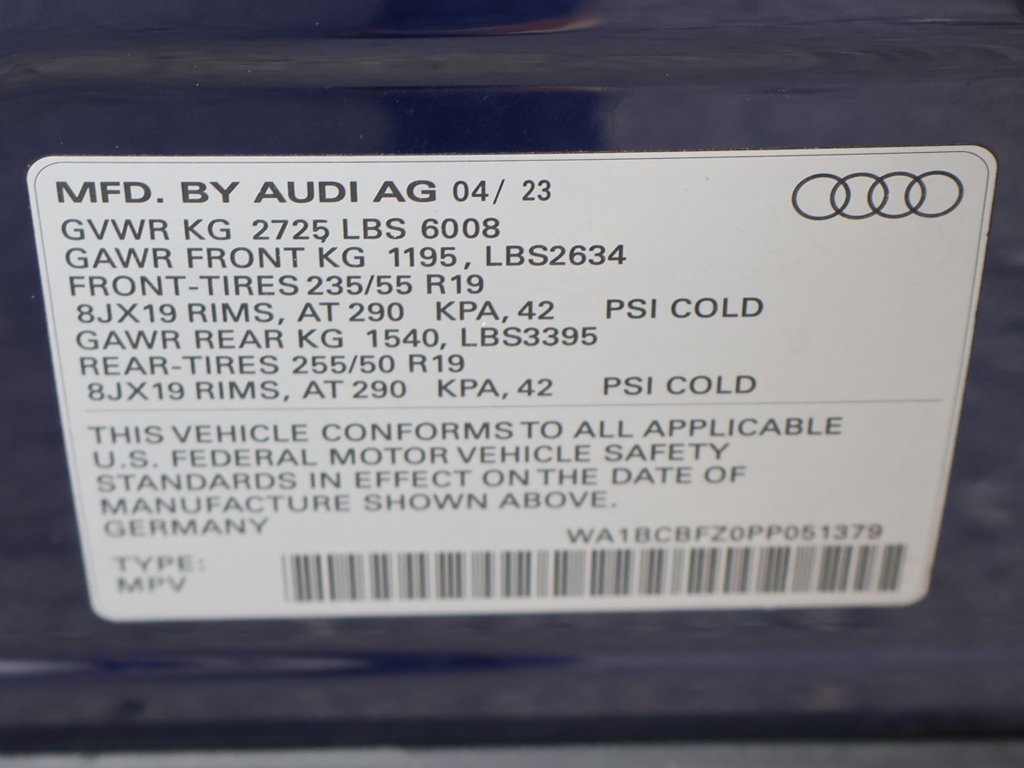 MFD. BY AUDI AG 04/ 23
GVWR KG 2725 LBS 6008
GAWR FRONT KG 1195, LBS2634
FRONT-TIRES 235/55 R19
8JX19 RIMS, AT 290 KPA, 42 PSI COLD
GAWR REAR KG 1540, LBS3395
REAR-TIRES 255/50 R19
8JX19 RIMS, AT 290 KPA, 42 PSI COLD
THIS VEHICLE CONFORMS TO ALL APPLICABLE
U.S. FEDERAL MOTOR VEHICLE SAFETY
STANDARDS IN EFFECT ON THE DATE OF
MANUFACTURE SHOWN ABOVE.
GERMANY
WA1BCBFZ0PP051379
TYPE:
MPV